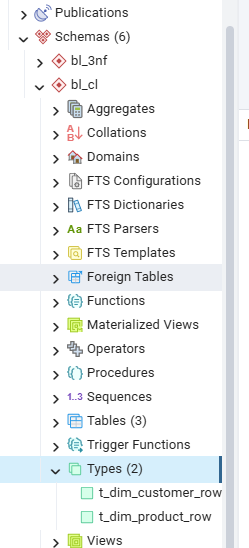 Publications
Schemas (6)
bl_3nf
bl_cl
Aggregates
Collations
Domains
FTS Configurations
FTS Dictionaries
FTS Parsers
FTS Templates
Foreign Tables
Functions
Materialized Views
Operators
Procedures
Sequences
Tables (3)
Trigger Functions
Types (2)
t_dim_customer_row
t_dim_product_row
Views